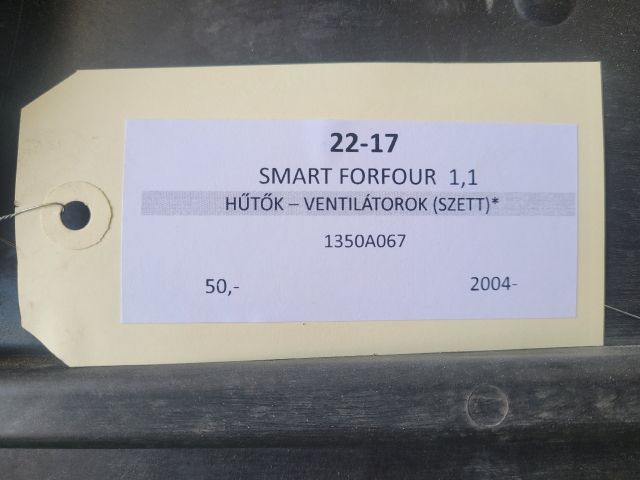 22-17
SMART FORFOUR 1,1
HŰTŐK – VENTILÁTOROK (SZETT)*
1350A067
50,- 2004-